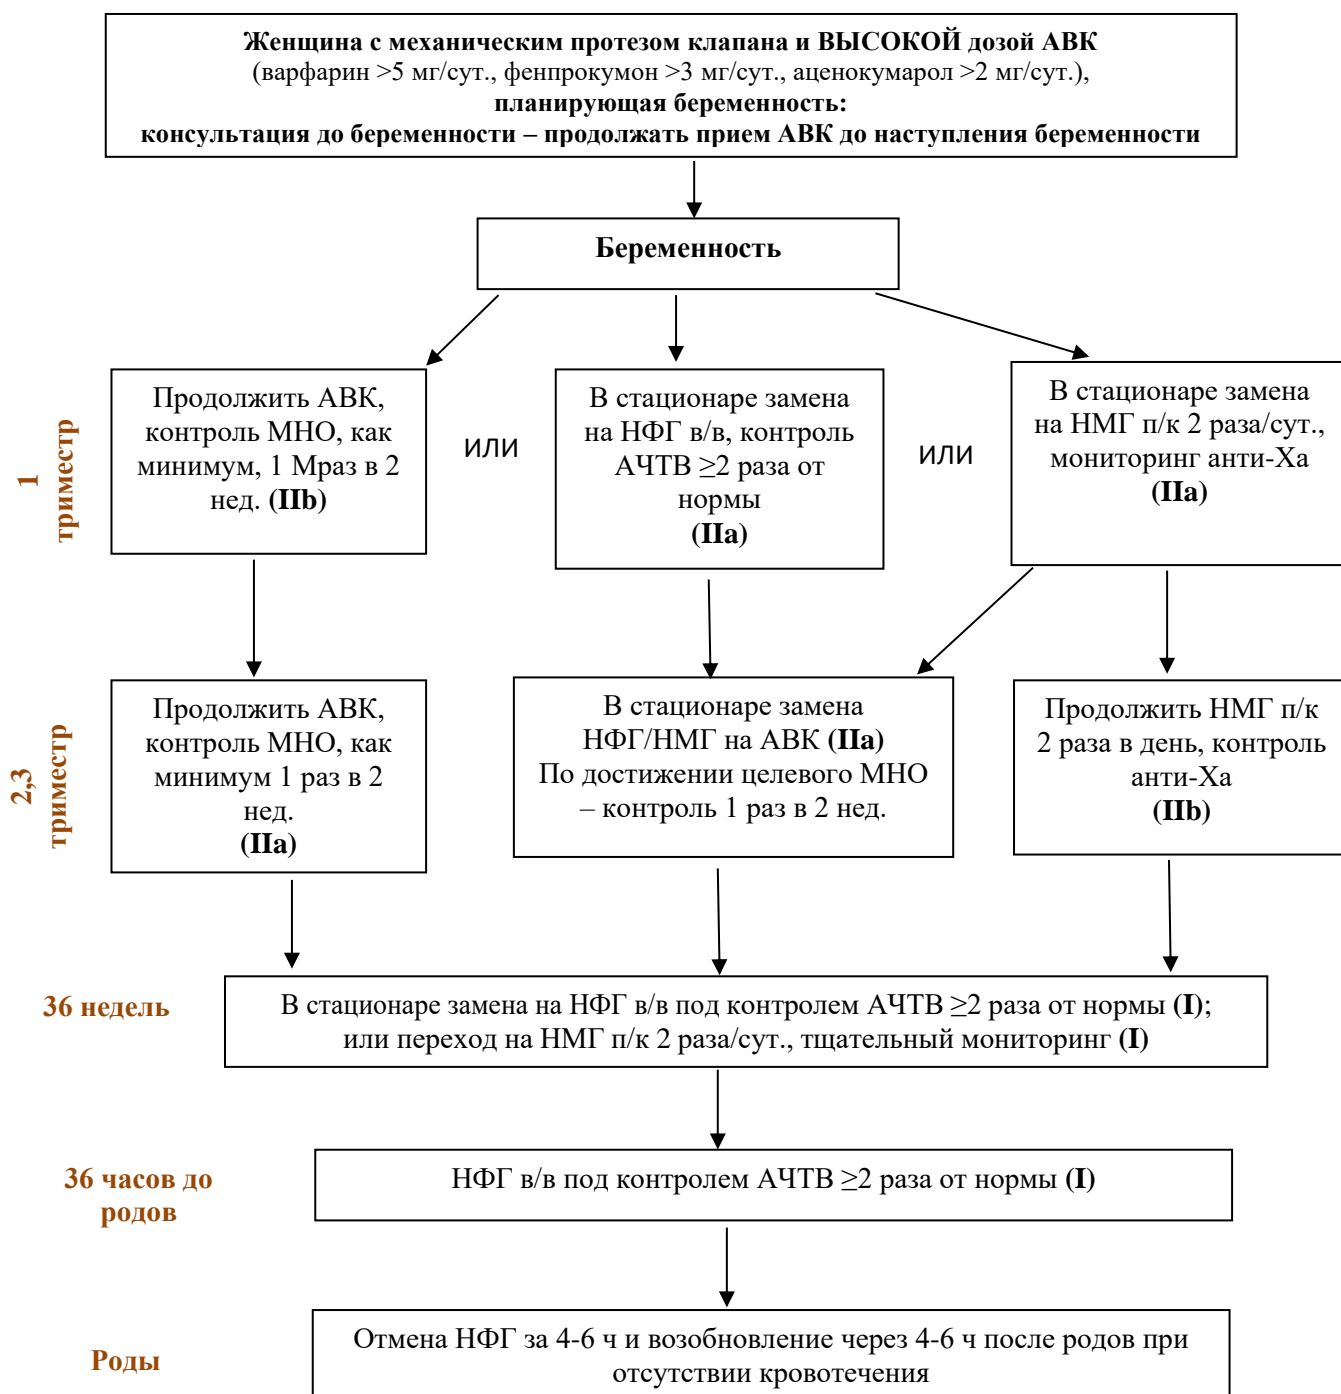 Женщина с механическим протезом клапана и ВЫСОКОЙ дозой АВК
(варфарин >5 мг/сут., фенпрокумон >3 мг/сут., аценокумарол >2 мг/сут.),
планирующая беременность:
консультация до беременности – продолжать прием АВК до наступления беременности
Беременность
1
триместр
Продолжить АВК,
контроль МНО, как
минимум, 1 Мраз в 2
нед. (IIb)
или
В стационаре замена
на НФГ в/в, контроль
АЧТВ ≥2 раза от
нормы
(IIa)
или
В стационаре замена
на НМГ п/к 2 раза/сут.,
мониторинг анти-Ха
(IIa)
2,3
триместр
Продолжить АВК,
контроль МНО, как
минимум 1 раз в 2
нед.
(IIa)
В стационаре замена
НФГ/НМГ на АВК (IIa)
По достижении целевого МНО
– контроль 1 раз в 2 нед.
Продолжить НМГ п/к
2 раза в день, контроль
анти-Ха
(IIb)
36 недель
В стационаре замена на НФГ в/в под контролем АЧТВ ≥2 раза от нормы (I);
или переход на НМГ п/к 2 раза/сут., тщательный мониторинг (I)
36 часов до
родов
НФГ в/в под контролем АЧТВ ≥2 раза от нормы (I)
Роды
Отмена НФГ за 4-6 ч и возобновление через 4-6 ч после родов при
отсутствии кровотечения